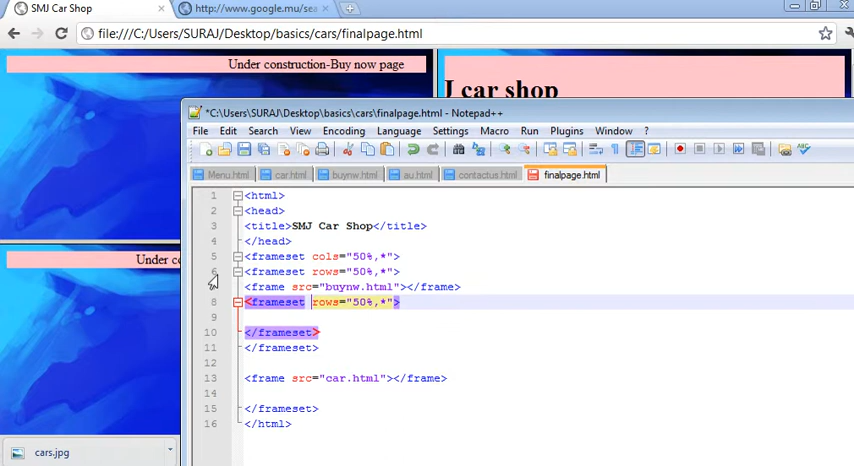 SMJ Car Shop
http://www.google.mu/sea
file:///C:/Users/SURAJ/Desktop/basics/cars/finalpage.html
Under construction-Buy now page
J car shop
*C:\Users\SURAJ\Desktop\basics\cars\finalpage.html - Notepad++
File Edit Search View Encoding Language Settings Macro Run Plugins Window ?
Menu.html car.html buynw.html au.html contactus.html finalpage.html
1 <html>
2 <head>
3 <title>SMJ Car Shop</title>
4 </head>
5 <frameset cols="50%,*">
6 <frameset rows="50%,*">
7 <frame src="buynw.html"></frame>
8 <frameset rows="50%,*">
9
10 </frameset>
11 </frameset>
12
13 <frame src="car.html"></frame>
14
15 </frameset>
16 </html>
Under co
cars.jpg